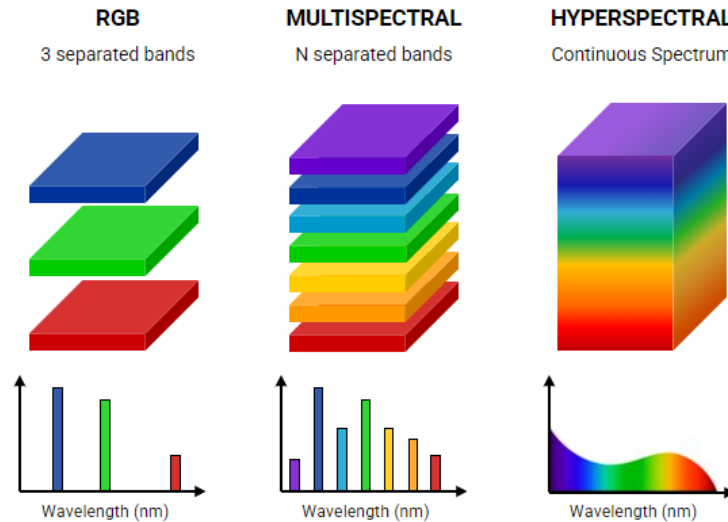 RGB
3 separated bands
MULTISPECTRAL
N separated bands
HYPERSPECTRAL
Continuous Spectrum
Wavelength (nm)
Wavelength (nm)
Wavelength (nm)